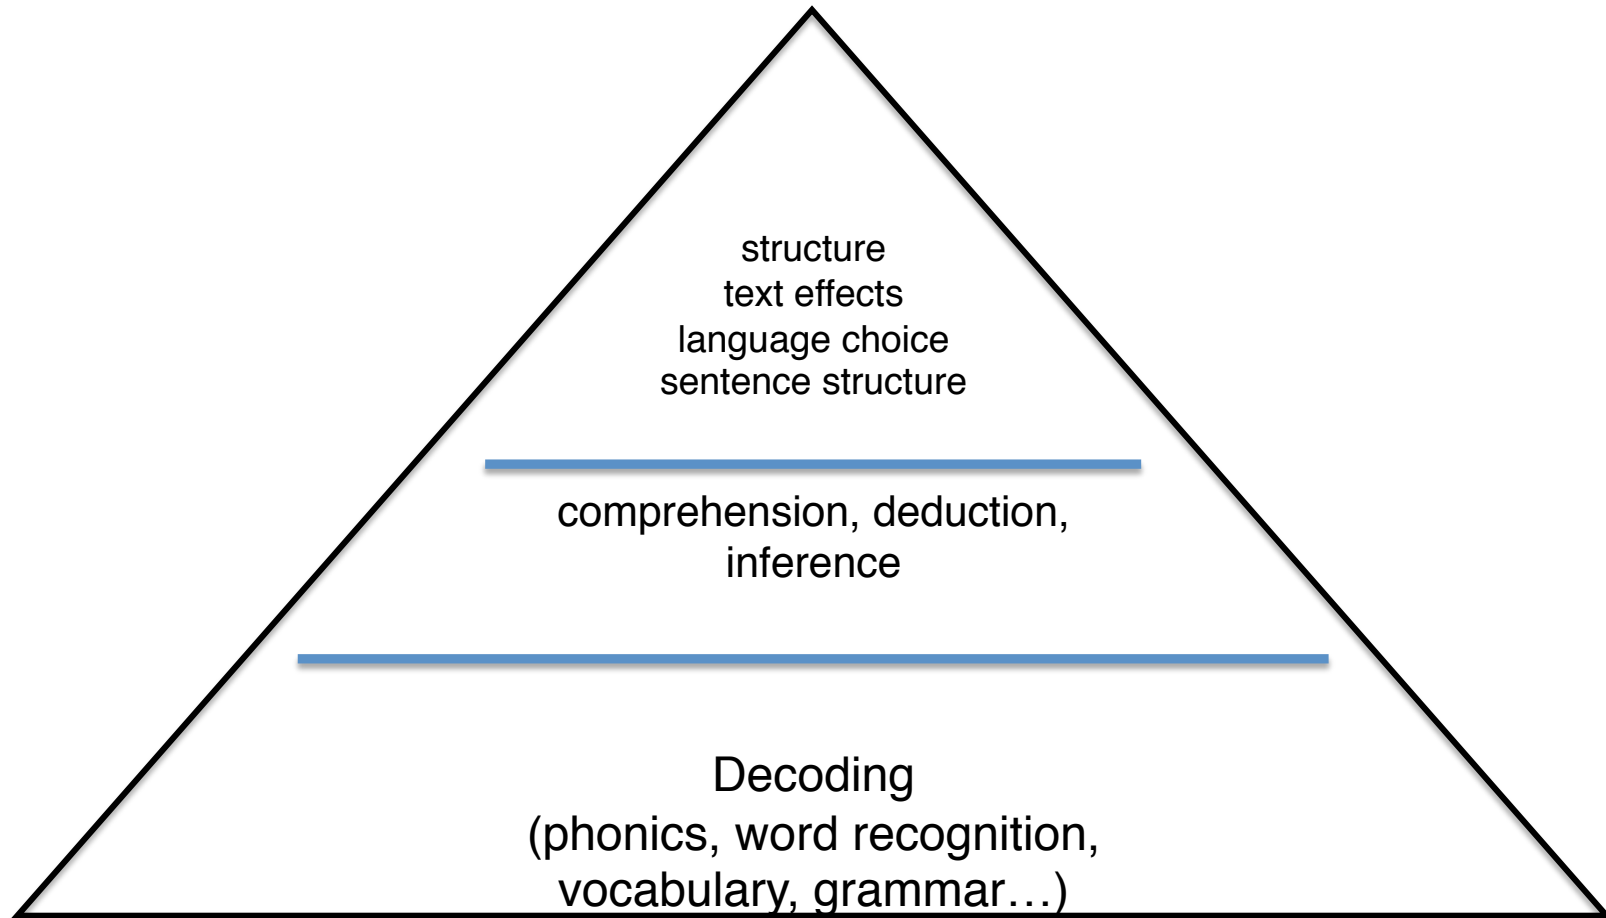 structure
text effects
language choice
sentence structure
comprehension, deduction,
inference
Decoding
(phonics, word recognition,
vocabulary, grammar…)